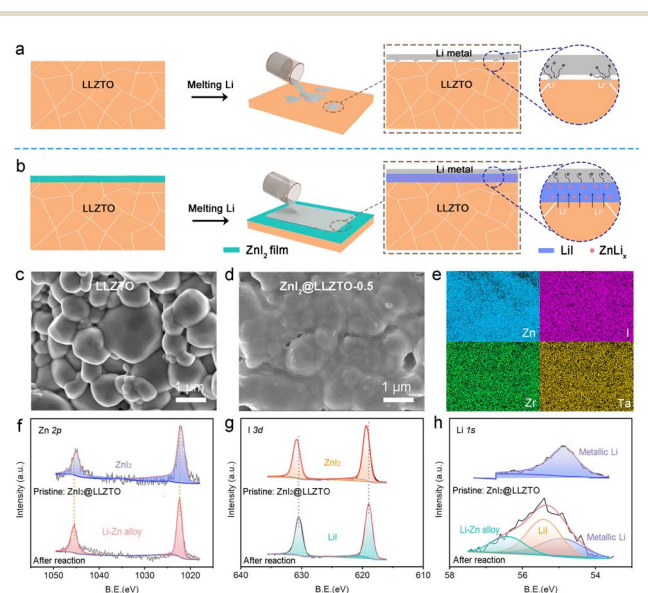 a
LLZTO
Melting Li
Li metal
LLZTO
Li⁺
Li⁺
b
LLZTO
Melting Li
Li metal
LLZTO
Li⁺
Li⁺
ZnI₂ film
LiI
ZnLiₓ
c
LLZTO
1 μm
d
ZnI₂@LLZTO-0.5
1 μm
e
Zn
I
Zr
Ta
f
Zn 2p
ZnI₂
Pristine: ZnI₂@LLZTO
Li-Zn alloy
After reaction
Intensity (a.u.)
1050
1040
1030
1020
B.E.(eV)
g
I 3d
ZnI₂
Pristine: ZnI₂@LLZTO
LiI
After reaction
Intensity (a.u.)
640
630
620
610
B.E.(eV)
h
Li 1s
Metallic Li
Pristine: ZnI₂@LLZTO
Li-Zn alloy
LiI
Metallic Li
After reaction
Intensity (a.u.)
58
56
54
B.E.(eV)